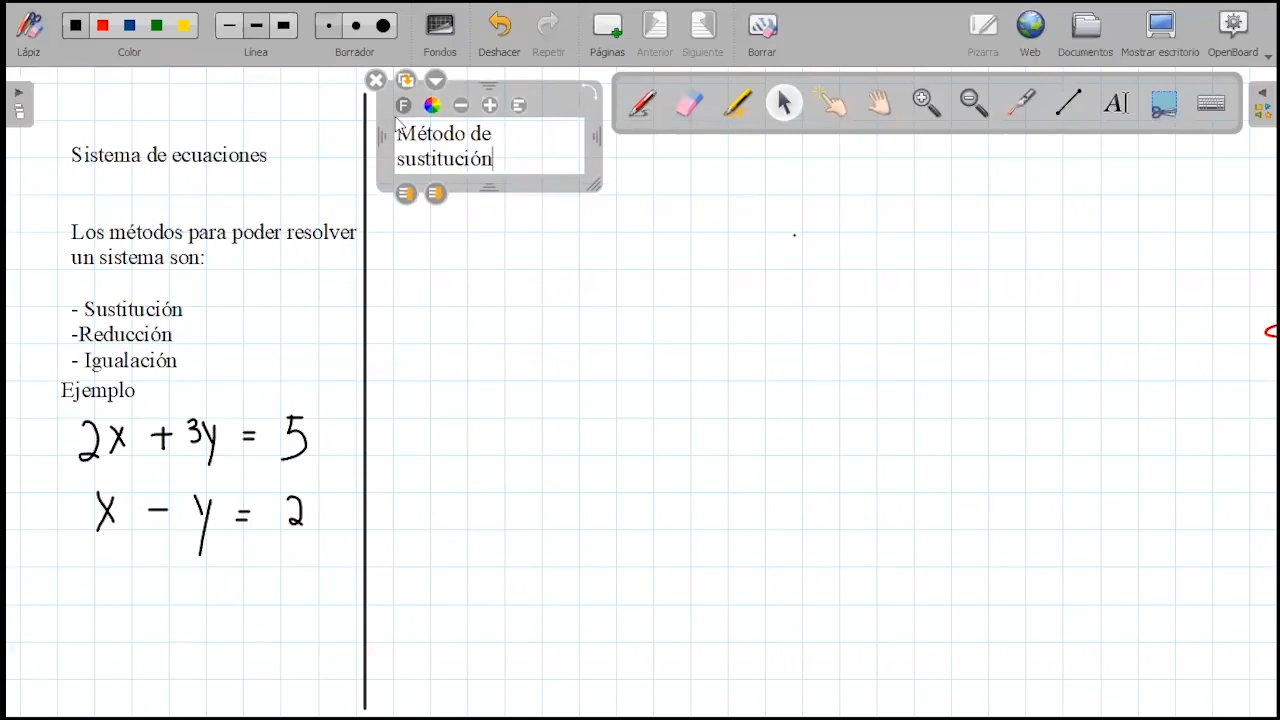 Lápiz
Color
Línea
Borrador
Fondos
Deshacer
Repetir
Páginas
Anterior
Siguiente
Borrar
Pizarra
Web
Documentos
Mostrar escritorio
OpenBoard
F
AI
Método de
sustitución
Sistema de ecuaciones
Los métodos para poder resolver
un sistema son:
- Sustitución
-Reducción
- Igualación
Ejemplo
2x + 3y = 5
x - y = 2